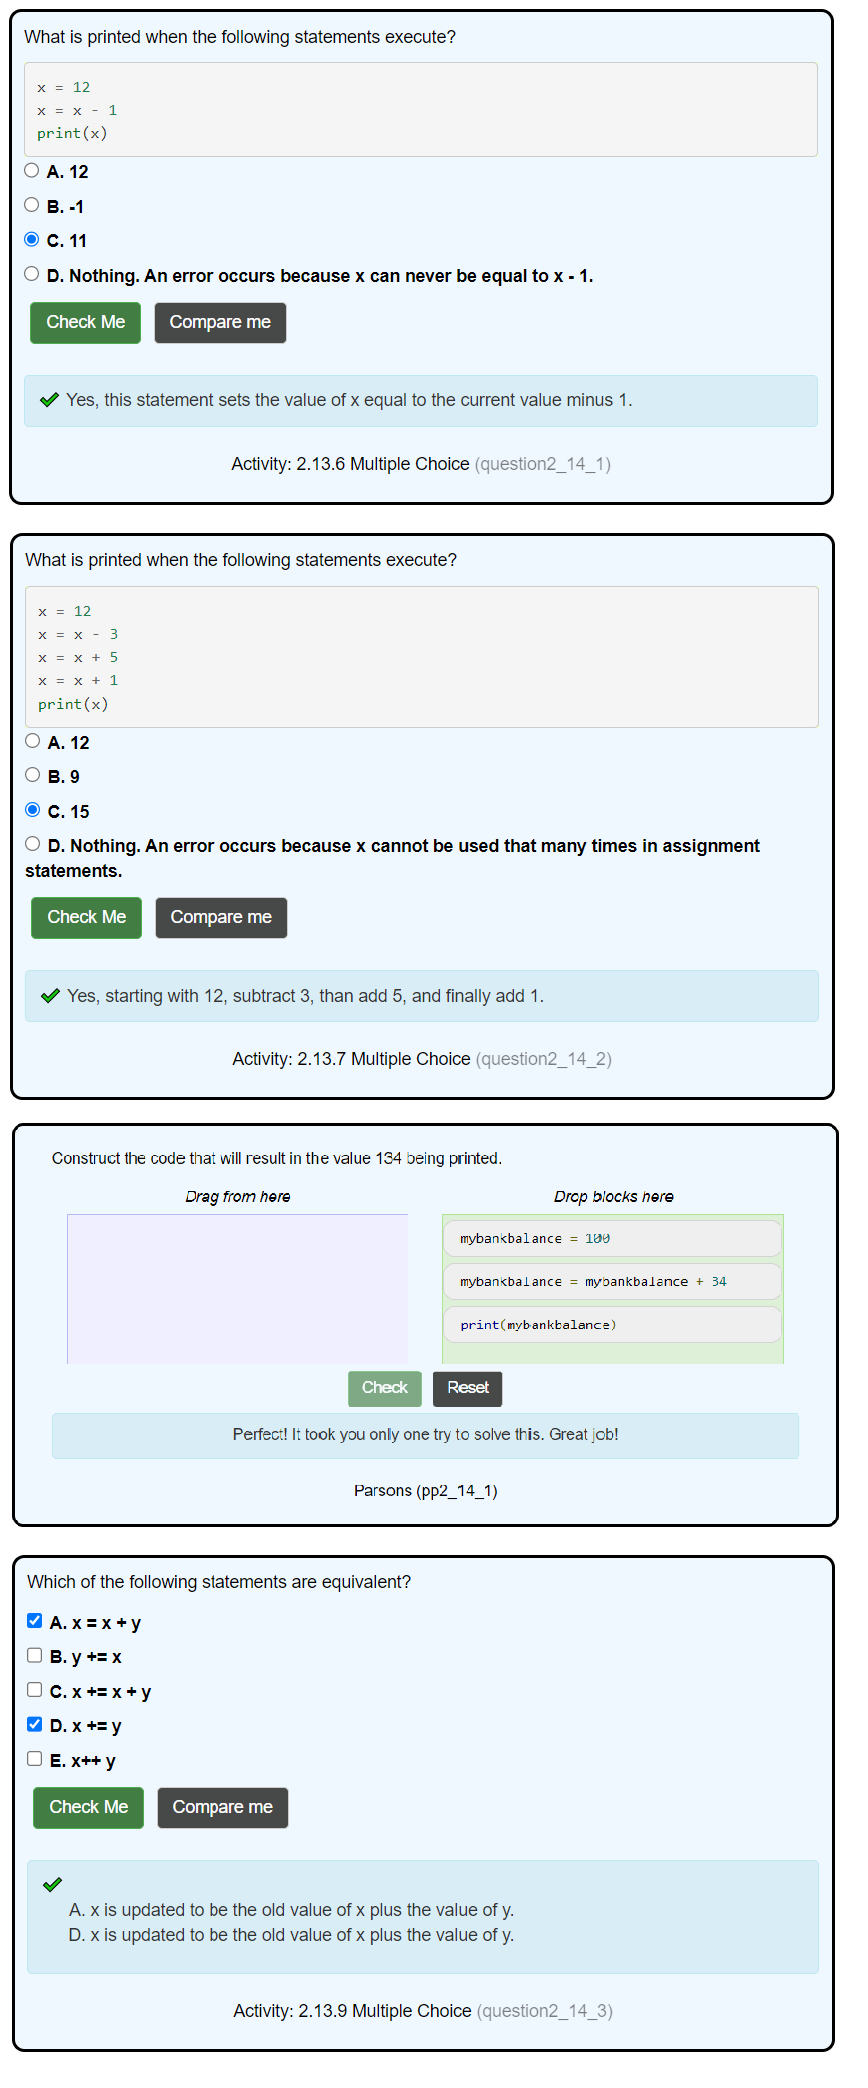 What is printed when the following statements execute?
x = 12
x = x - 1
print(x)
A. 12
B. -1
C. 11
D. Nothing. An error occurs because x can never be equal to x - 1.
Check Me Compare me
Yes, this statement sets the value of x equal to the current value minus 1.
Activity: 2.13.6 Multiple Choice (question2_14_1)
What is printed when the following statements execute?
x = 12
x = x - 3
x = x + 5
x = x + 1
print(x)
A. 12
B. 9
C. 15
D. Nothing. An error occurs because x cannot be used that many times in assignment
statements.
Check Me Compare me
Yes, starting with 12, subtract 3, than add 5, and finally add 1.
Activity: 2.13.7 Multiple Choice (question2_14_2)
Construct the code that will result in the value 134 being printed.
Drag from here Drop blocks here
mybankbalance = 100
mybankbalance = mybankbalance + 34
print(mybankbalance)
Check Reset
Perfect! It took you only one try to solve this. Great job!
Parsons (pp2_14_1)
Which of the following statements are equivalent?
A. x = x + y
B. y += x
C. x += x + y
D. x += y
E. x++ y
Check Me Compare me
A. x is updated to be the old value of x plus the value of y.
D. x is updated to be the old value of x plus the value of y.
Activity: 2.13.9 Multiple Choice (question2_14_3)